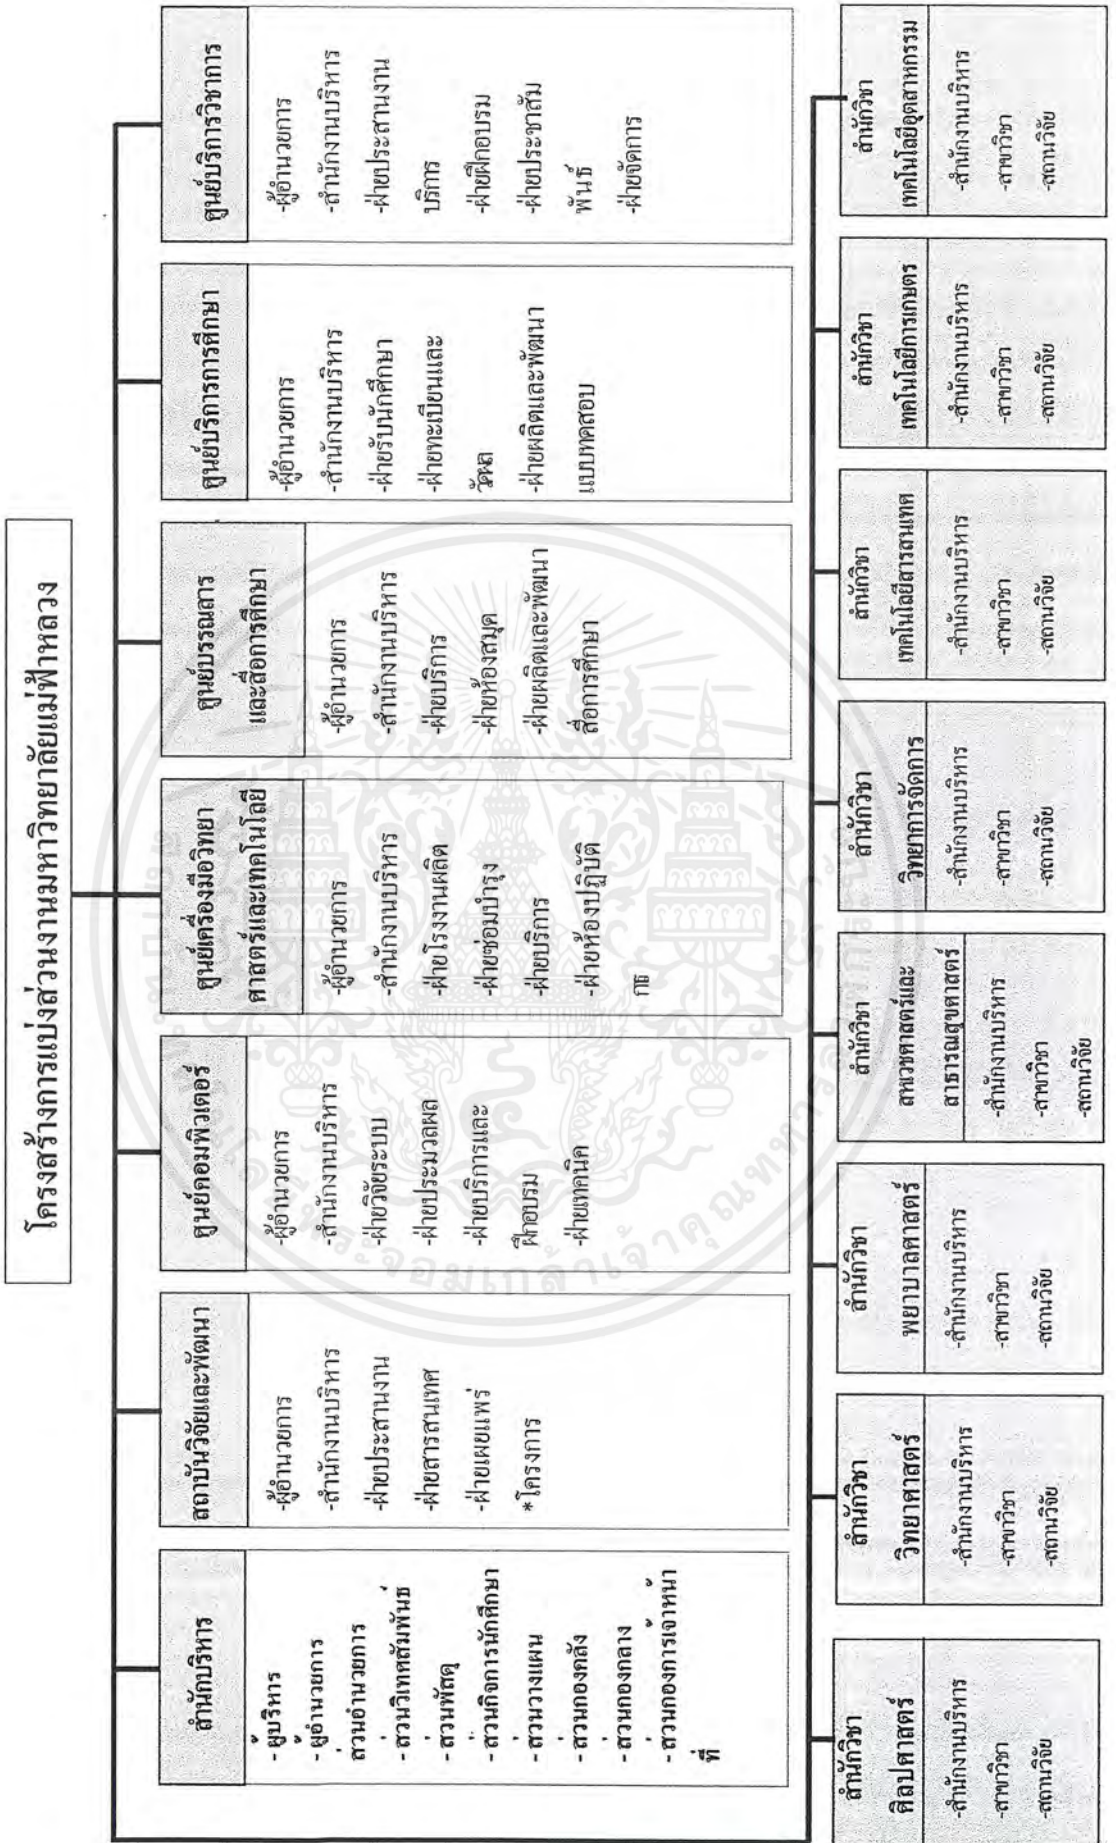 โครงสร้างการแบ่งส่วนงานมหาวิทยาลัยแม่ฟ้าหลวง
สำนักบริหาร
- ผู้บริหาร
- ผู้อำนวยการ
ส่วนอำนวยการ
- ส่วนวิเทศสัมพันธ์
- ส่วนพัสดุ
- ส่วนกิจการนักศึกษา
- ส่วนวางแผน
- ส่วนกองคลัง
- ส่วนกองกลาง
- ส่วนกองการเจ้าหน้า
ที่
สถาบันวิจัยและพัฒนา
-ผู้อำนวยการ
-สำนักงานบริหาร
-ฝ่ายประสานงาน
-ฝ่ายสารสนเทศ
-ฝ่ายเผยแพร่
*โครงการ
ศูนย์คอมพิวเตอร์
-ผู้อำนวยการ
-สำนักงานบริหาร
-ฝ่ายวิจัยระบบ
-ฝ่ายประมวลผล
-ฝ่ายบริการและ
ฝึกอบรม
-ฝ่ายเทคนิค
ศูนย์เครื่องมือวิทยา
ศาสตร์และเทคโนโลยี
-ผู้อำนวยการ
-สำนักงานบริหาร
-ฝ่ายโรงงานผลิต
-ฝ่ายซ่อมบำรุง
-ฝ่ายบริการ
-ฝ่ายห้องปฏิบัติ
การ
ศูนย์บรรณสาร
และสื่อการศึกษา
-ผู้อำนวยการ
-สำนักงานบริหาร
-ฝ่ายบริการ
-ฝ่ายห้องสมุด
-ฝ่ายผลิตและพัฒนา
สื่อการศึกษา
ศูนย์บริการการศึกษา
-ผู้อำนวยการ
-สำนักงานบริหาร
-ฝ่ายรับนักศึกษา
-ฝ่ายทะเบียนและ
วัดผล
-ฝ่ายผลิตและพัฒนา
แบบทดสอบ
ศูนย์บริการวิชาการ
-ผู้อำนวยการ
-สำนักงานบริหาร
-ฝ่ายประสานงาน
บริการ
-ฝ่ายฝึกอบรม
-ฝ่ายประชาสัม
พันธ์
-ฝ่ายจัดการ
สำนักวิชา
ศิลปศาสตร์
-สำนักงานบริหาร
-สาขาวิชา
-สถานวิจัย
สำนักวิชา
วิทยาศาสตร์
-สำนักงานบริหาร
-สาขาวิชา
-สถานวิจัย
สำนักวิชา
พยาบาลศาสตร์
-สำนักงานบริหาร
-สาขาวิชา
-สถานวิจัย
สำนักวิชา
สหเวชศาสตร์และ
สาธารณสุขศาสตร์
-สำนักงานบริหาร
-สาขาวิชา
-สถานวิจัย
สำนักวิชา
วิทยาการจัดการ
-สำนักงานบริหาร
-สาขาวิชา
-สถานวิจัย
สำนักวิชา
เทคโนโลยีสารสนเทศ
-สำนักงานบริหาร
-สาขาวิชา
-สถานวิจัย
สำนักวิชา
เทคโนโลยีการเกษตร
-สำนักงานบริหาร
-สาขาวิชา
-สถานวิจัย
สำนักวิชา
เทคโนโลยีอุตสาหกรรม
-สำนักงานบริหาร
-สาขาวิชา
-สถานวิจัย